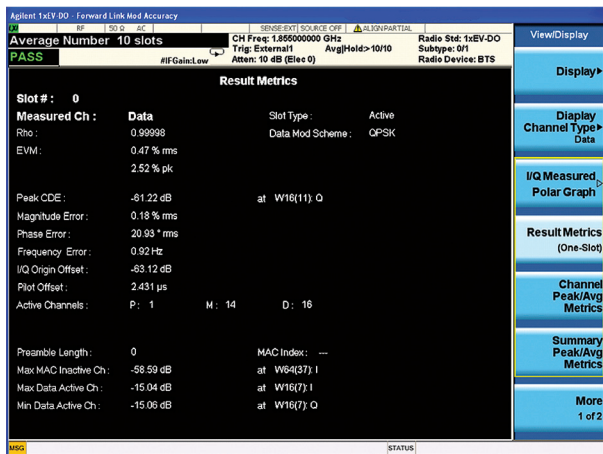 Agilent 1xEV-DO - Forward Link Mod Accuracy
RF 50 Ω AC SENSE:EXT SOURCE OFF ALIGN PARTIAL
Average Number 10 slots
CH Freq: 1.855000000 GHz Radio Std: 1xEV-DO
Trig: External1 Avg|Hold:>10/10 Subtype: 0/1
PASS #IFGain:Low Atten: 10 dB (Elec 0) Radio Device: BTS
Result Metrics
Slot #: 0
Measured Ch: Data Slot Type: Active
Rho: 0.99998 Data Mod Scheme: QPSK
EVM: 0.47 % rms
2.52 % pk
Peak CDE: -61.22 dB at W16(11): Q
Magnitude Error: 0.18 % rms
Phase Error: 20.93 ° rms
Frequency Error: 0.92 Hz
I/Q Origin Offset: -63.12 dB
Pilot Offset: 2.431 µs
Active Channels: P: 1 M: 14 D: 16
Preamble Length: 0 MAC Index: ---
Max MAC Inactive Ch: -58.59 dB at W64(37): I
Max Data Active Ch: -15.04 dB at W16(7): I
Min Data Active Ch: -15.06 dB at W16(7): Q
MSG STATUS
View/Display
Display
Diaplay
Channel Type
Data
I/Q Measured
Polar Graph
Result Metrics
(One-Slot)
Channel
Peak/Avg
Metrics
Summary
Peak/Avg
Metrics
More
1 of 2